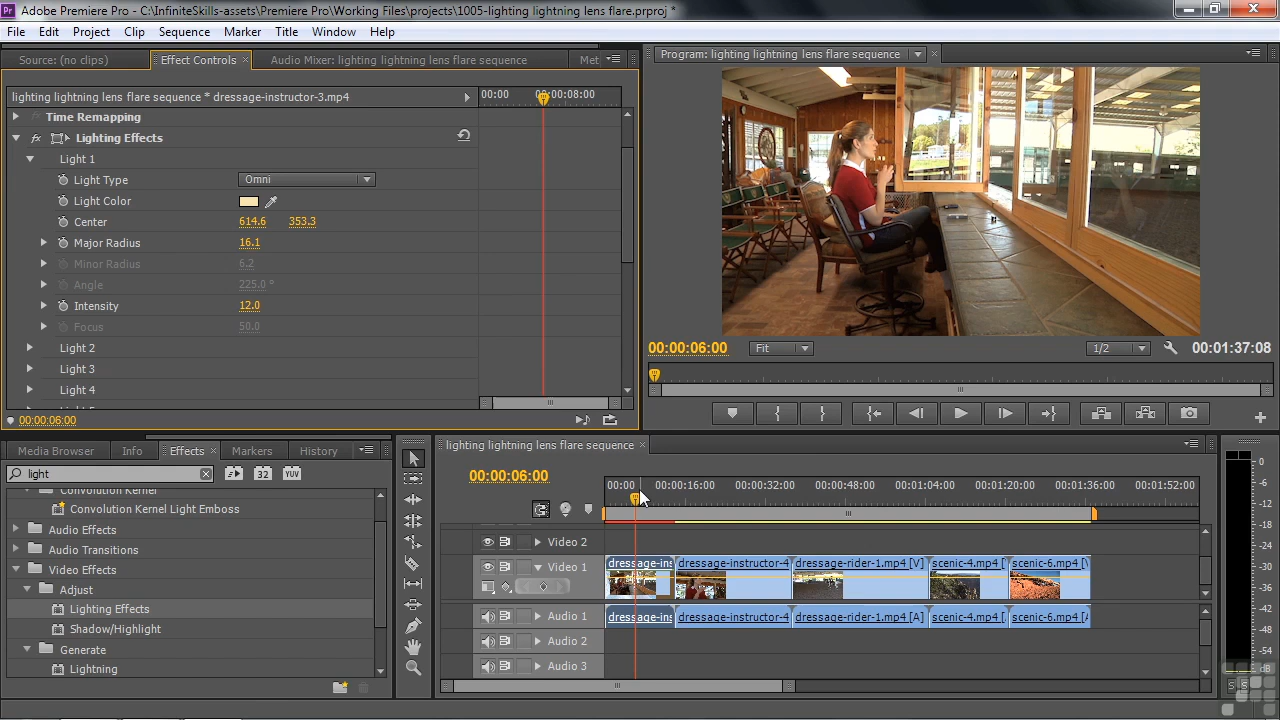 Pr Adobe Premiere Pro - C:\InfiniteSkills-assets\Premiere Pro\Working Files\projects\1005-lighting lightning lens flare.prproj *
File Edit Project Clip Sequence Marker Title Window Help
Source: (no clips) Effect Controls × Audio Mixer: lighting lightning lens flare sequence Met
Program: lighting lightning lens flare sequence ×
lighting lightning lens flare sequence * dressage-instructor-3.mp4
00:00 00:00:08:00
fx Time Remapping
fx Lighting Effects
Light 1
Light Type Omni
Light Color
Center 614.6 353.3
Major Radius 16.1
Minor Radius 6.2
Angle 225.0 °
Intensity 12.0
Focus 50.0
Light 2
Light 3
Light 4
00:00:06:00
00:00:06:00 Fit 1/2 00:01:37:08
Media Browser Info Effects × Markers History
light
32 YUV
Convolution Kernel
Convolution Kernel Light Emboss
Audio Effects
Audio Transitions
Video Effects
Adjust
Lighting Effects
Shadow/Highlight
Generate
Lightning
lighting lightning lens flare sequence ×
00:00:06:00
00:00 00:00:16:00 00:00:32:00 00:00:48:00 00:01:04:00 00:01:20:00 00:01:36:00 00:01:52:00
Video 2
Video 1 dressage-ins dressage-instructor-4 dressage-rider-1.mp4 [V] scenic-4.mp4 [ scenic-6.mp4 [V
Audio 1 dressage-ins dressage-instructor-4 dressage-rider-1.mp4 [A] scenic-4.mp4 [ scenic-6.mp4 [A
Audio 2
Audio 3
0
-6
-12
-18
-24
-30
-36
-42
-48
-54
dB
S S